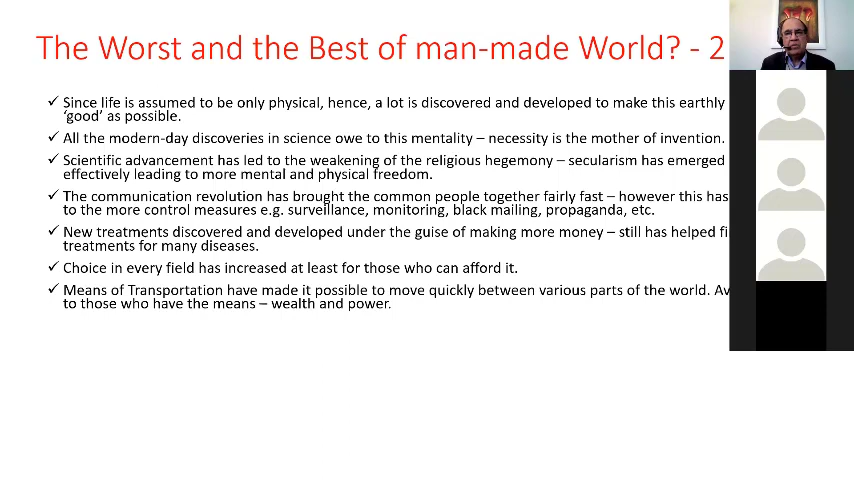 The Worst and the Best of man-made World? - 2
✓ Since life is assumed to be only physical, hence, a lot is discovered and developed to make this earthly
‘good’ as possible.
✓ All the modern-day discoveries in science owe to this mentality – necessity is the mother of invention.
✓ Scientific advancement has led to the weakening of the religious hegemony – secularism has emerged
effectively leading to more mental and physical freedom.
✓ The communication revolution has brought the common people together fairly fast – however this has
to the more control measures e.g. surveillance, monitoring, black mailing, propaganda, etc.
✓ New treatments discovered and developed under the guise of making more money – still has helped
treatments for many diseases.
✓ Choice in every field has increased at least for those who can afford it.
✓ Means of Transportation have made it possible to move quickly between various parts of the world.
to those who have the means – wealth and power.